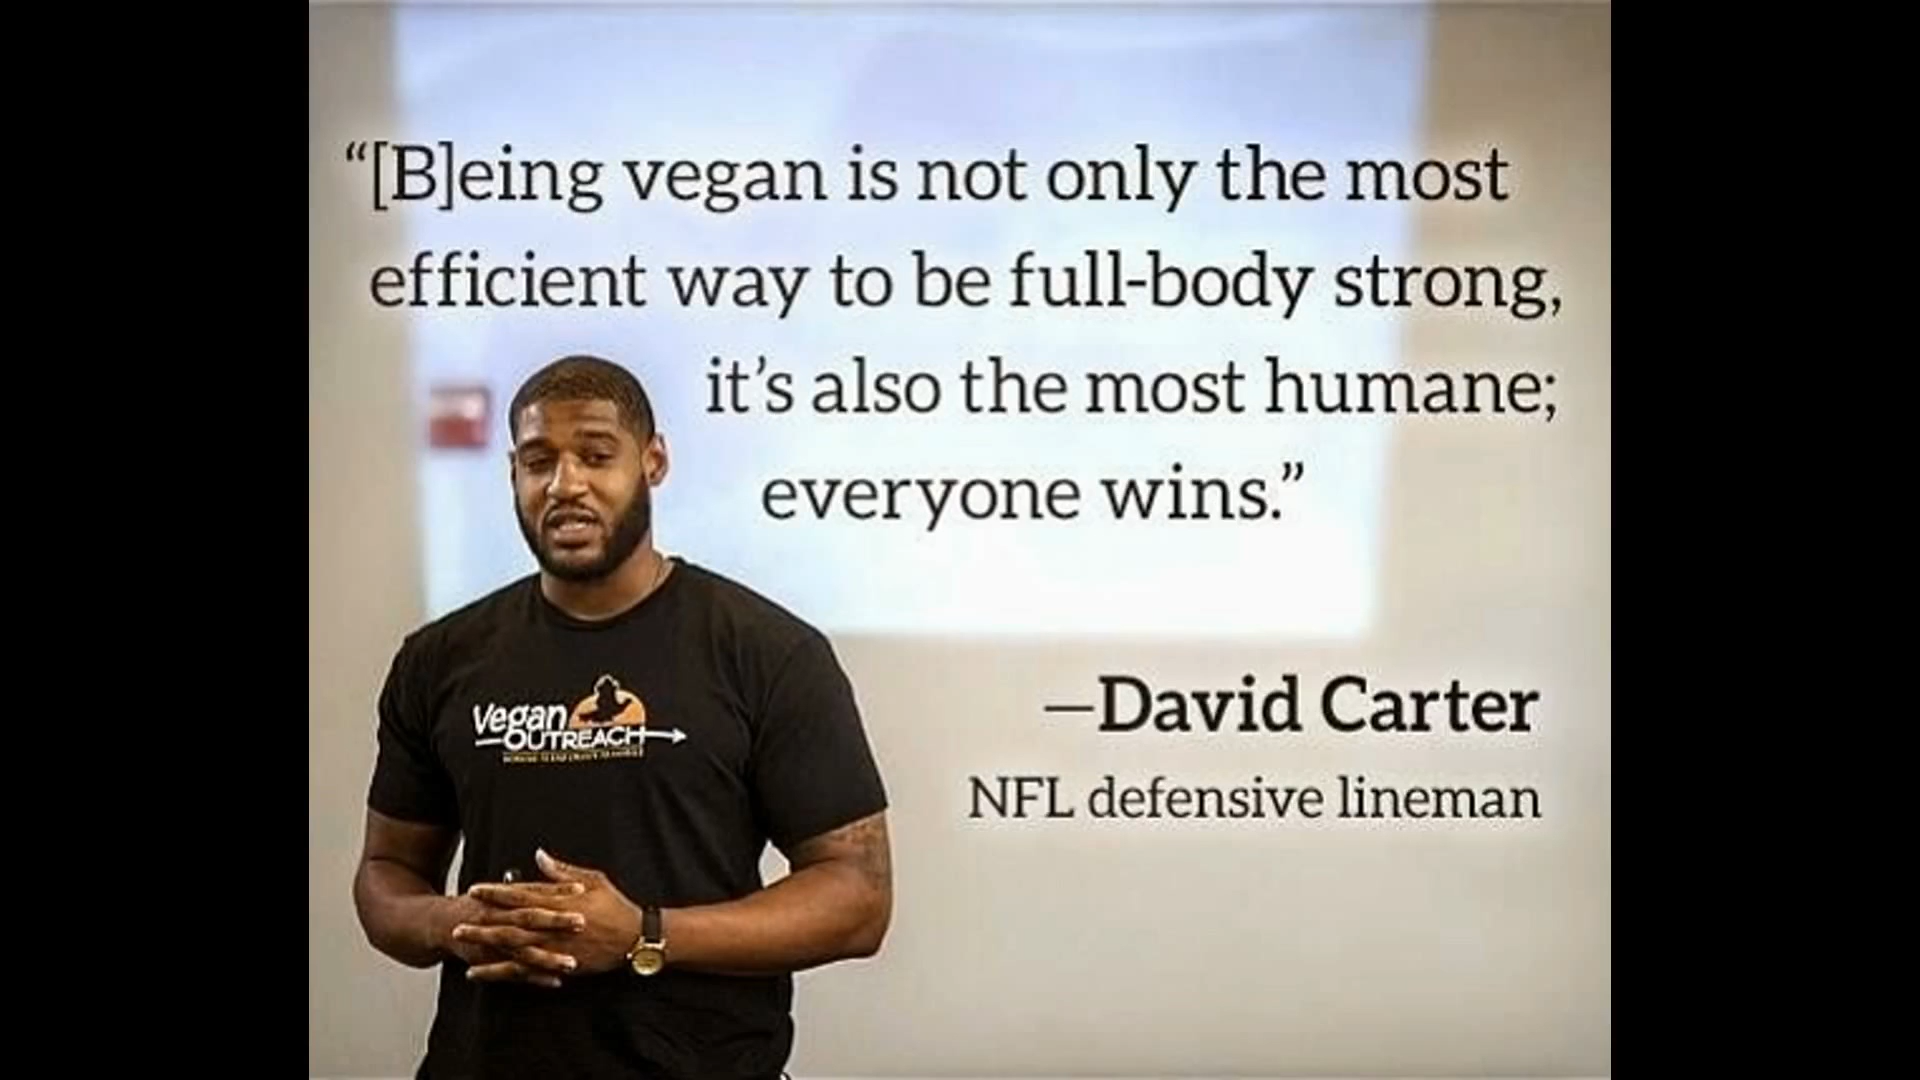 “[B]eing vegan is not only the most
efficient way to be full-body strong,
it’s also the most humane;
everyone wins.”
—David Carter
NFL defensive lineman
Vegan
OUTREACH